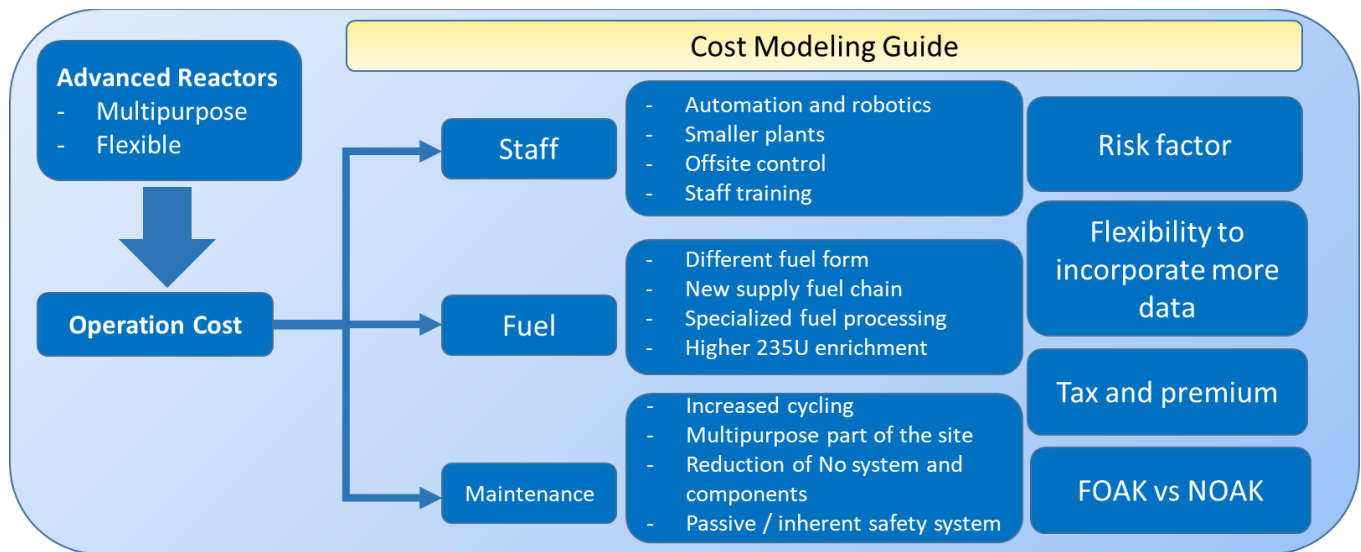 Cost Modeling Guide
Advanced Reactors
- Multipurpose
- Flexible
Operation Cost
Staff
- Automation and robotics
- Smaller plants
- Offsite control
- Staff training
Fuel
- Different fuel form
- New supply fuel chain
- Specialized fuel processing
- Higher 235U enrichment
Maintenance
- Increased cycling
- Multipurpose part of the site
- Reduction of No system and
components
- Passive / inherent safety system
Risk factor
Flexibility to
incorporate more
data
Tax and premium
FOAK vs NOAK